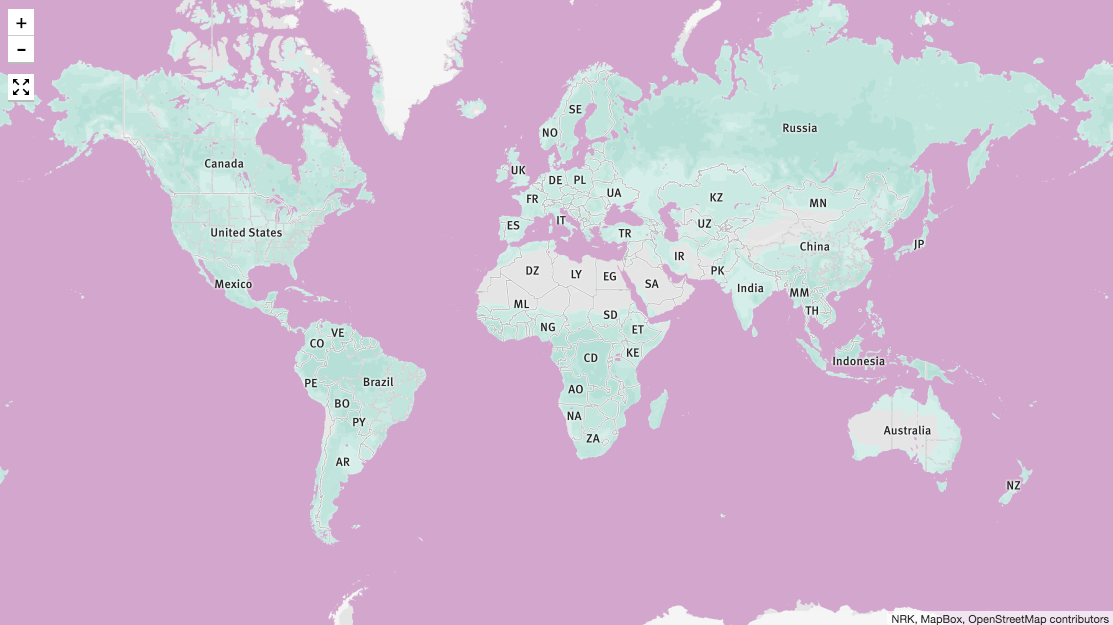 +
-
SE
NO
Russia
Canada
UK
DE
PL
UA
FR
KZ
MN
IT
ES
UZ
United States
TR
China
JP
IR
PK
DZ
LY
EG
SA
Mexico
India
MM
ML
TH
SD
NG
ET
VE
CO
KE
CD
Indonesia
PE
Brazil
AO
BO
NA
PY
Australia
ZA
AR
NZ
NRK, MapBox, OpenStreetMap contributors